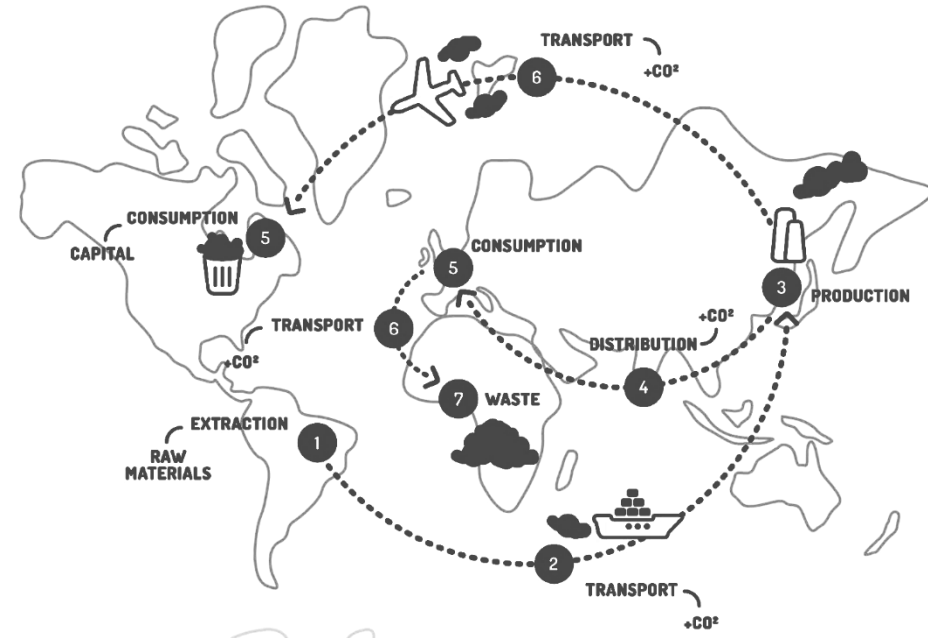 TRANSPORT
+CO²
6
CONSUMPTION
CAPITAL
5
CONSUMPTION
5
3
PRODUCTION
TRANSPORT
+CO²
6
+CO²
DISTRIBUTION
4
7
WASTE
EXTRACTION
RAW
MATERIALS
1
2
TRANSPORT
+CO²